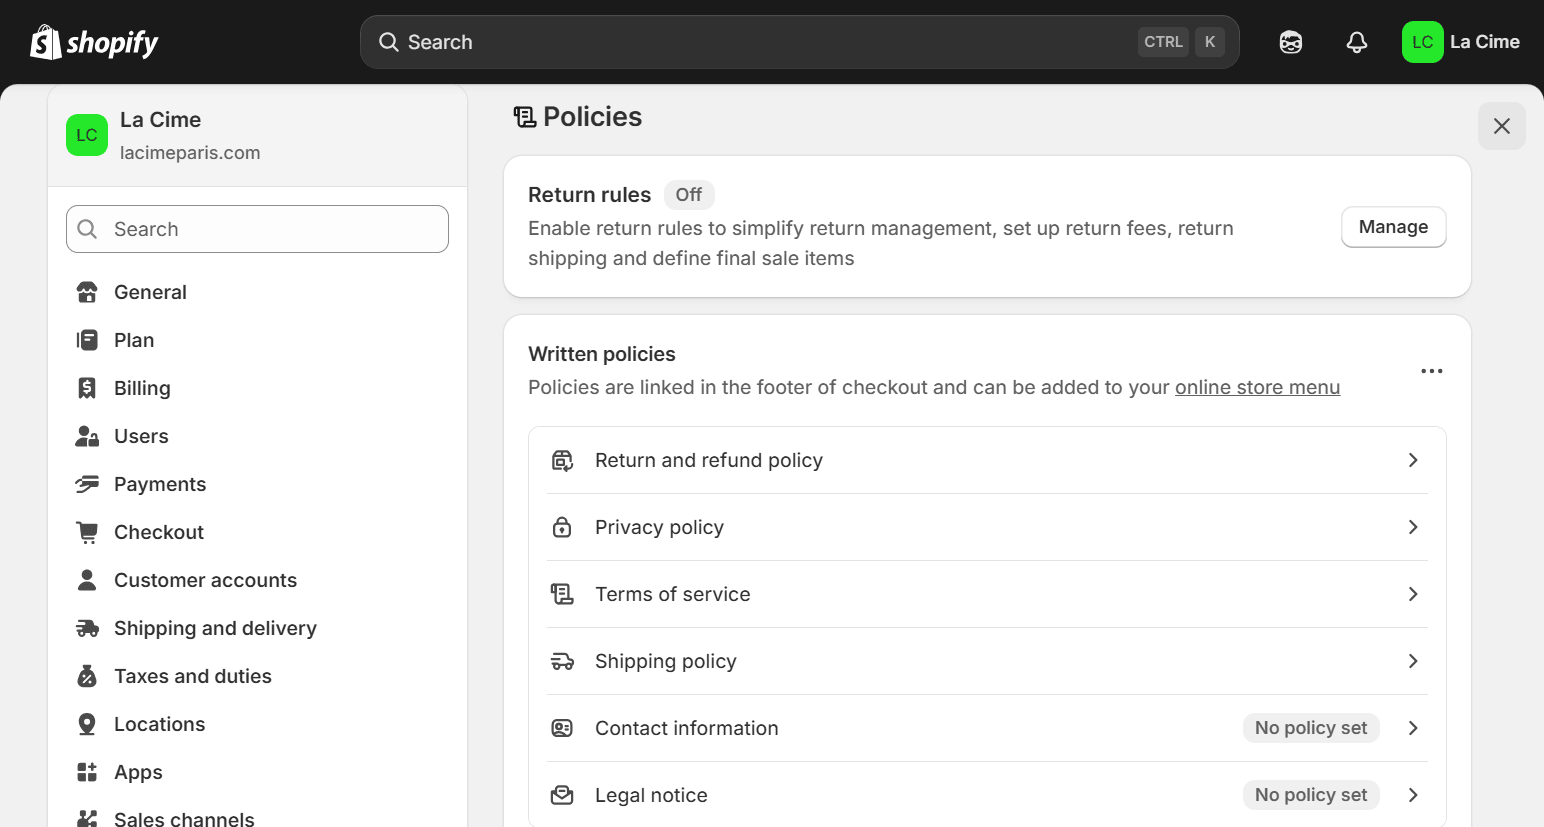 shopify
Search
CTRL K
LC La Cime
LC
La Cime
lacimeparis.com
Search
General
Plan
Billing
Users
Payments
Checkout
Customer accounts
Shipping and delivery
Taxes and duties
Locations
Apps
Sales channels
Policies
Return rules Off
Enable return rules to simplify return management, set up return fees, return
shipping and define final sale items
Manage
Written policies
Policies are linked in the footer of checkout and can be added to your online store menu
Return and refund policy
Privacy policy
Terms of service
Shipping policy
Contact information No policy set
Legal notice No policy set